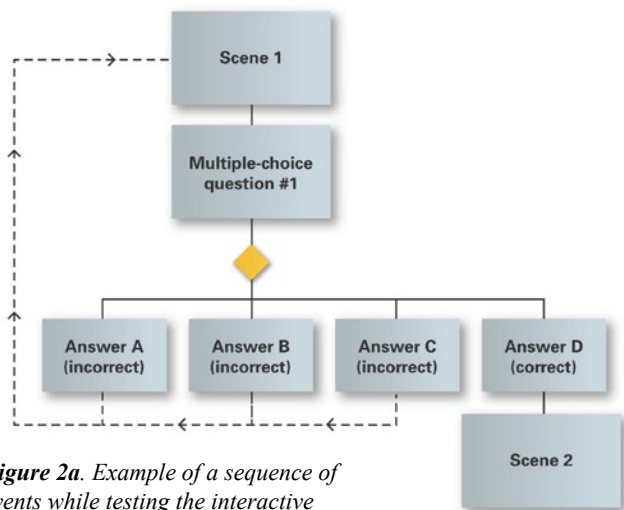 Scene 1
Multiple-choice
question #1
Answer A
(incorrect)
Answer B
(incorrect)
Answer C
(incorrect)
Answer D
(correct)
Scene 2
igure 2a. Example of a sequence of
vents while testing the interactive